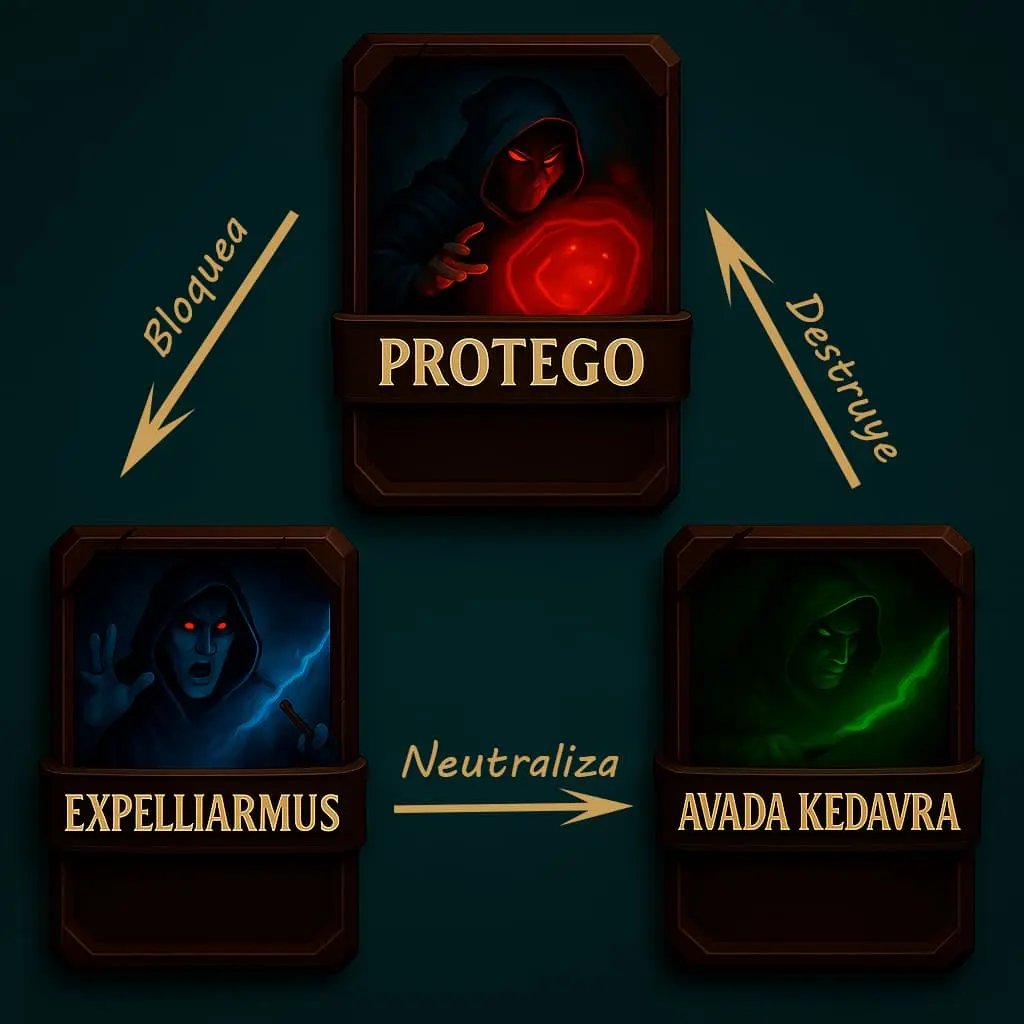 Bloquea
PROTEGO
Destruye
Neutraliza
EXPELLIARMUS
AVADA KEDAVRA